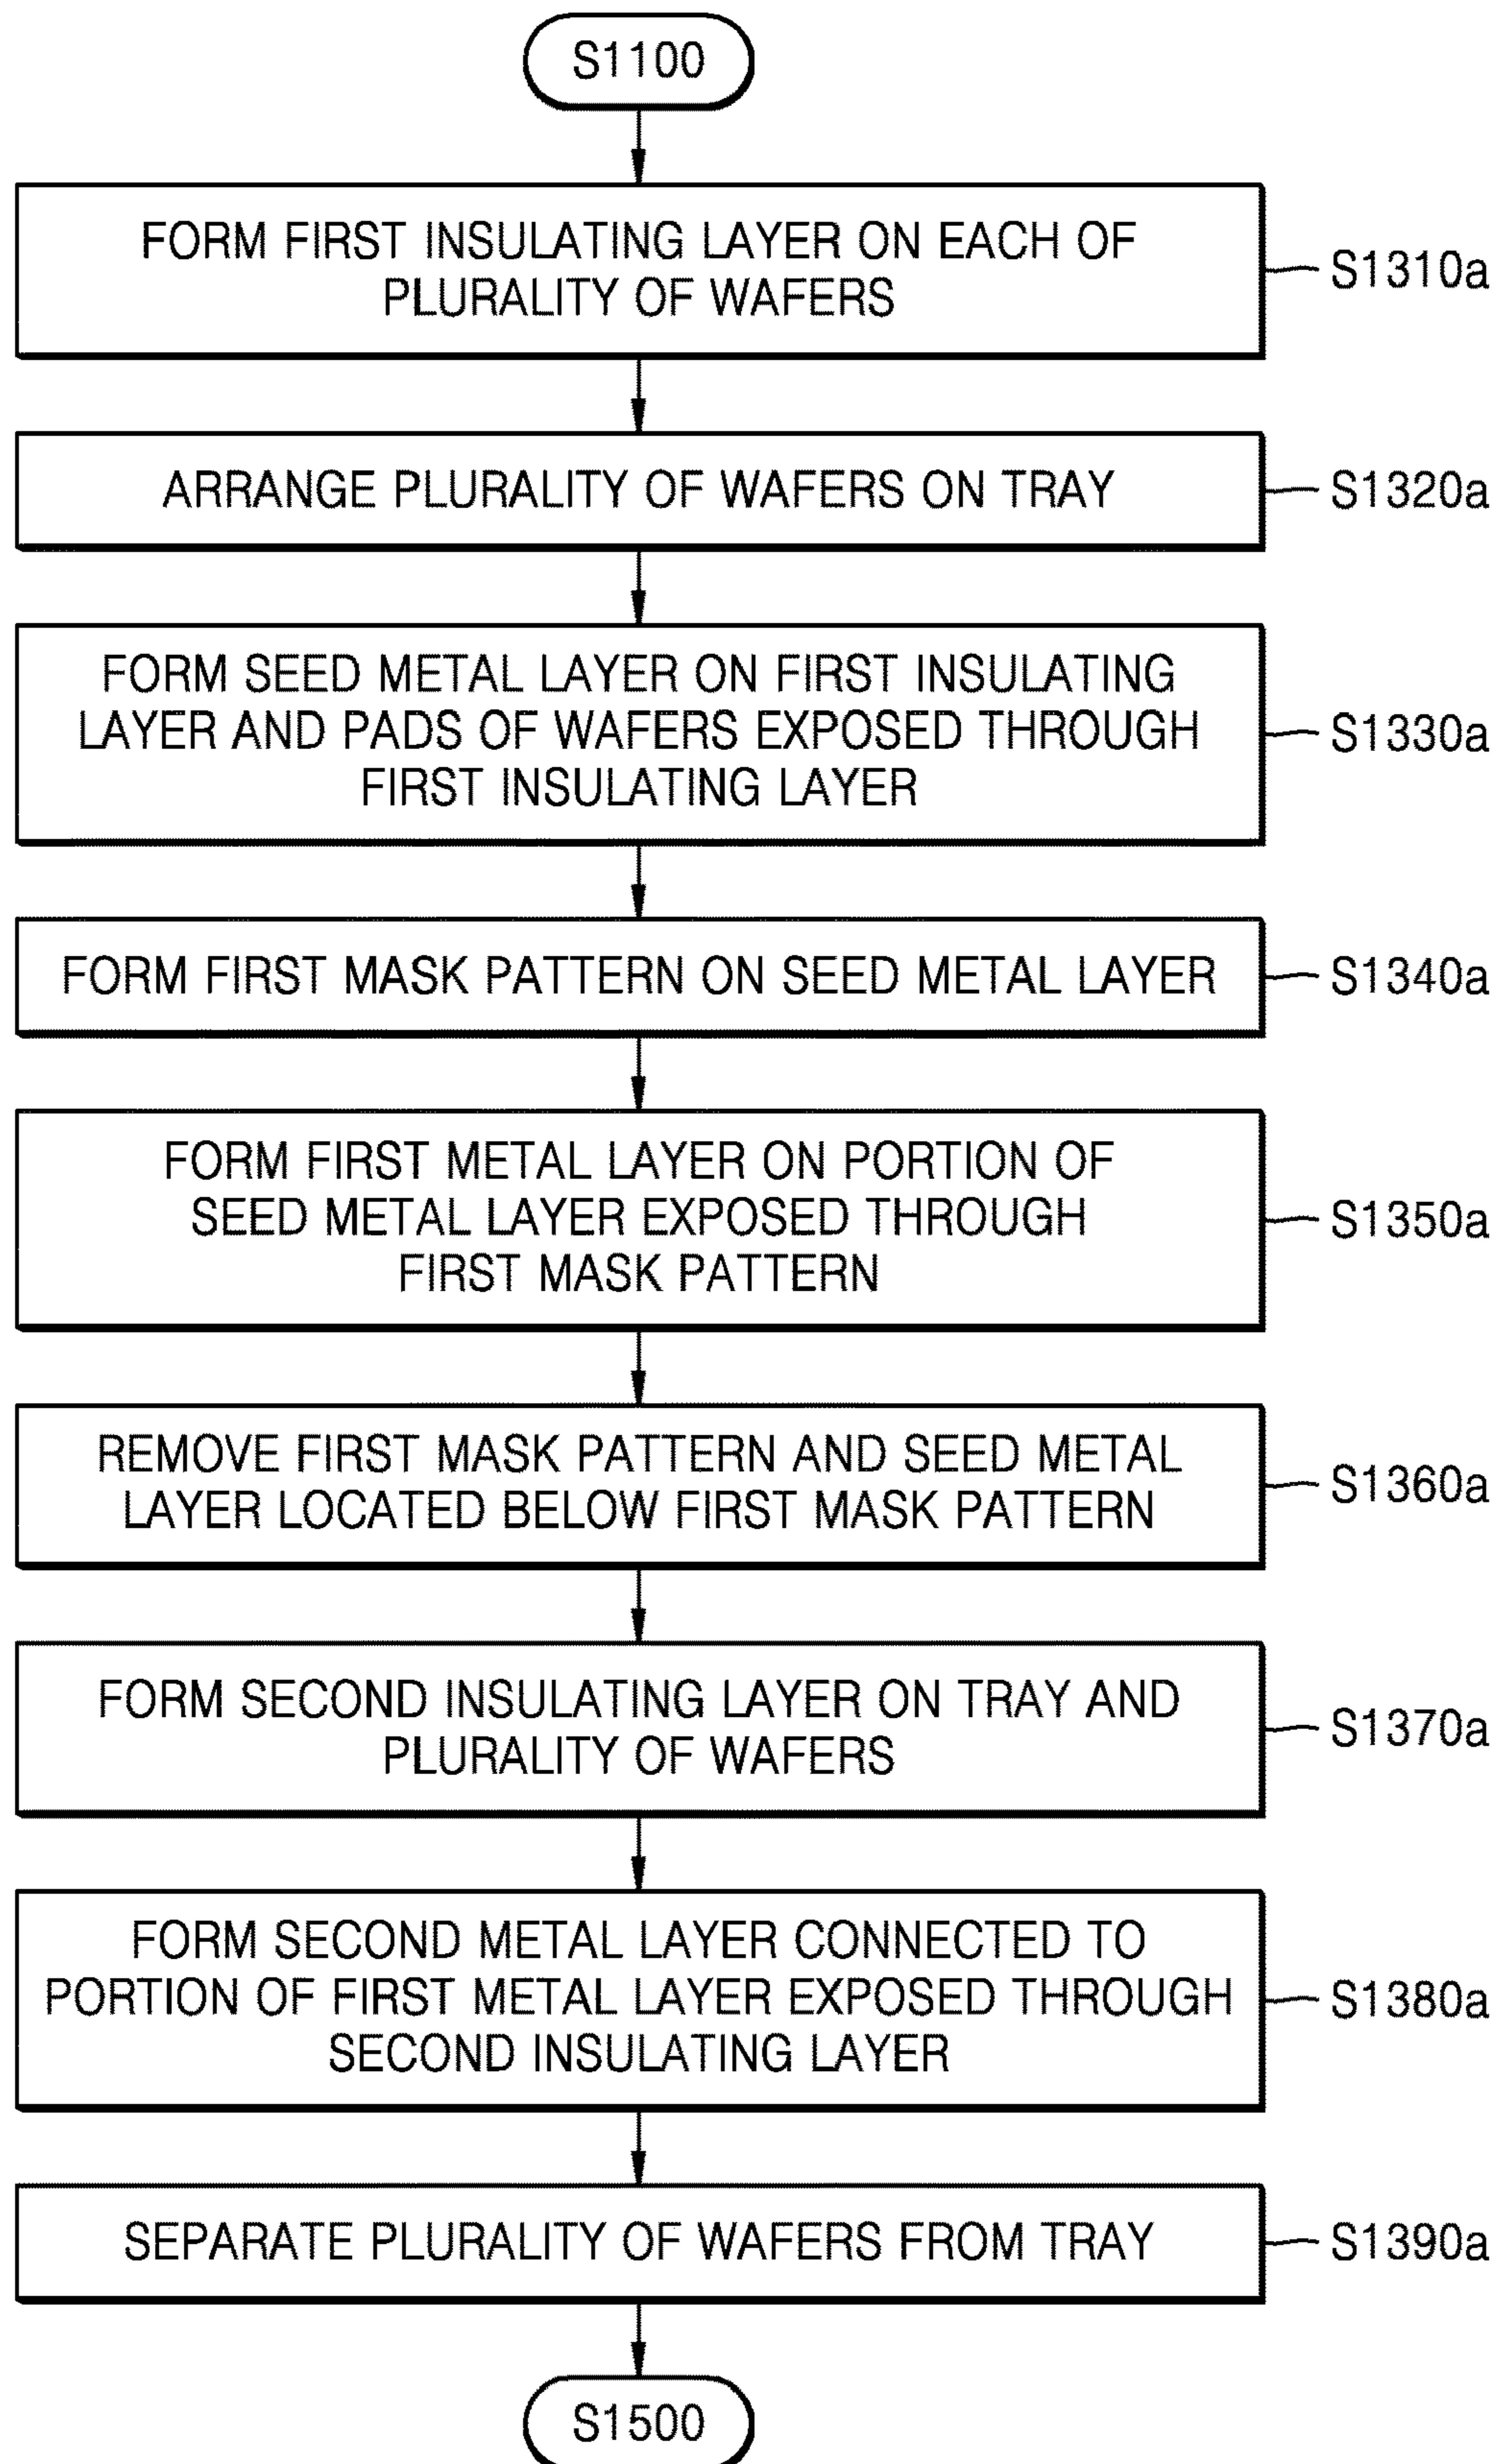 S1100
FORM FIRST INSULATING LAYER ON EACH OF
PLURALITY OF WAFERS
S1310a
ARRANGE PLURALITY OF WAFERS ON TRAY
S1320a
FORM SEED METAL LAYER ON FIRST INSULATING
LAYER AND PADS OF WAFERS EXPOSED THROUGH
FIRST INSULATING LAYER
S1330a
FORM FIRST MASK PATTERN ON SEED METAL LAYER
S1340a
FORM FIRST METAL LAYER ON PORTION OF
SEED METAL LAYER EXPOSED THROUGH
FIRST MASK PATTERN
S1350a
REMOVE FIRST MASK PATTERN AND SEED METAL
LAYER LOCATED BELOW FIRST MASK PATTERN
S1360a
FORM SECOND INSULATING LAYER ON TRAY AND
PLURALITY OF WAFERS
S1370a
FORM SECOND METAL LAYER CONNECTED TO
PORTION OF FIRST METAL LAYER EXPOSED THROUGH
SECOND INSULATING LAYER
S1380a
SEPARATE PLURALITY OF WAFERS FROM TRAY
S1390a
S1500